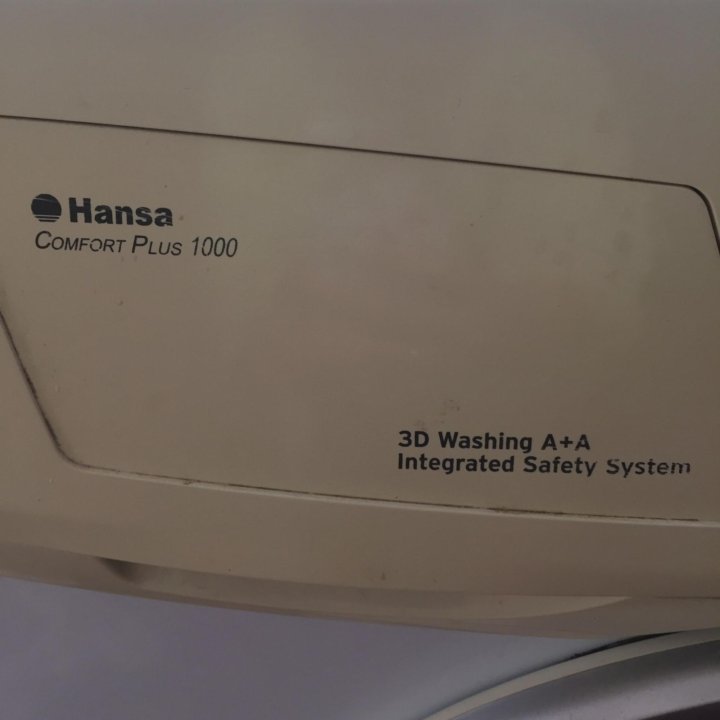 Hansa
COMFORT PLUS 1000
3D Washing A+A
Integrated Safety System